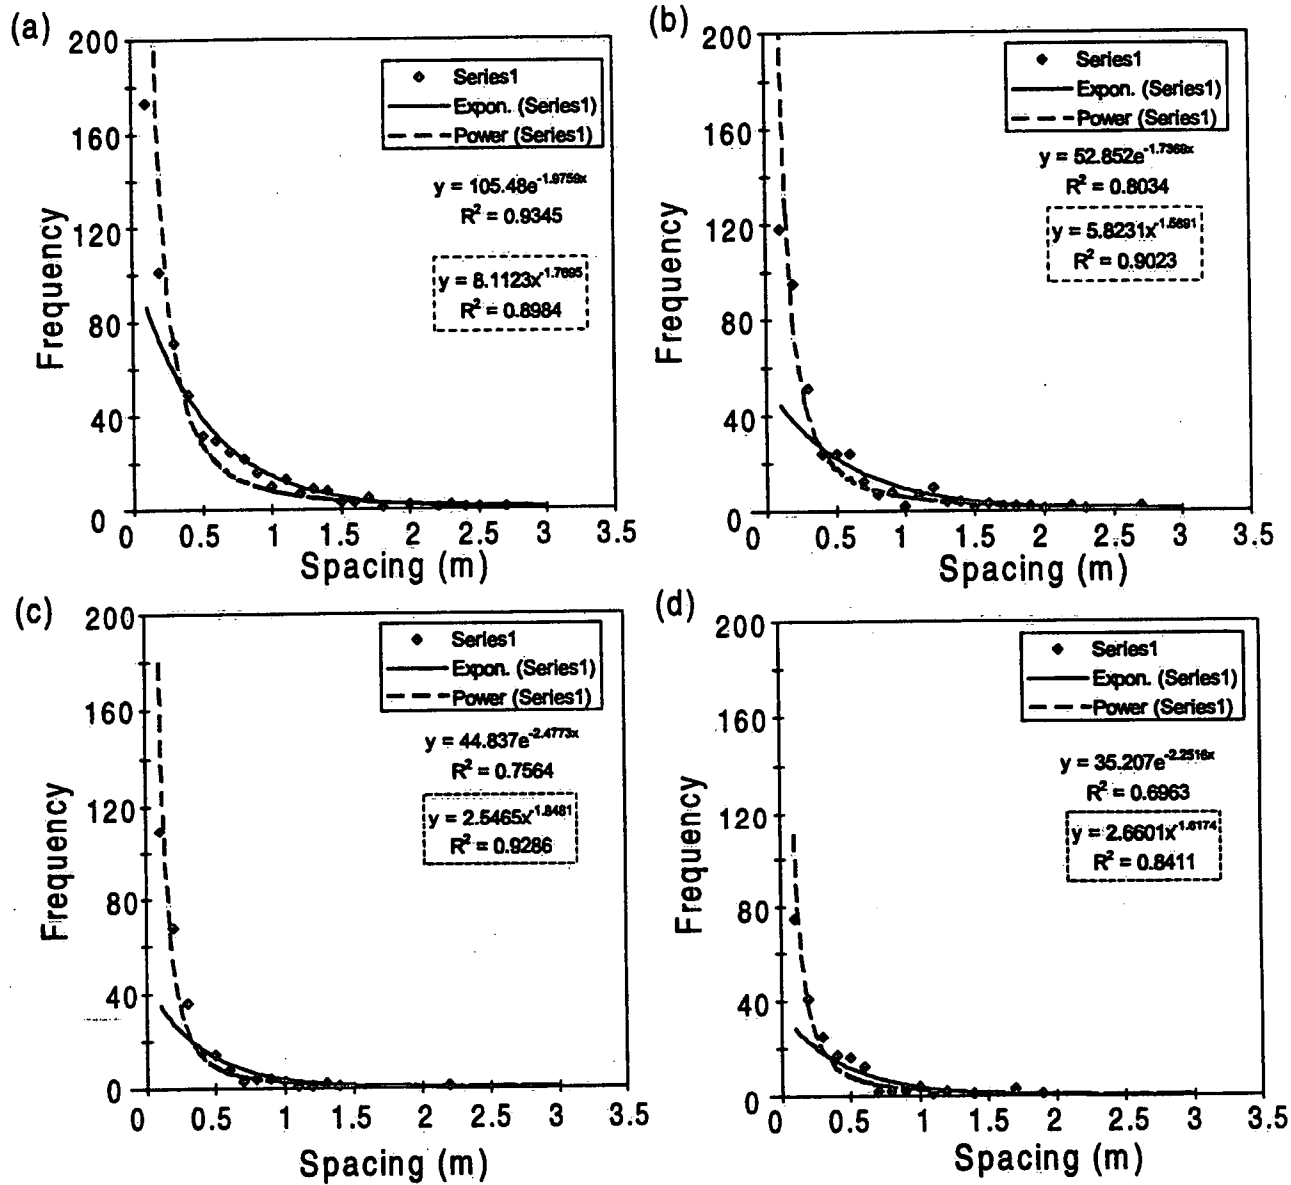 (a)
200
160
120
80
40
0
Frequency
Series1
Expon. (Series1)
Power (Series1)
y = 105.48e^-1.9759x
R² = 0.9345
y = 8.1123x^-1.7695
R² = 0.8984
0 0.5 1 1.5 2 2.5 3 3.5
Spacing (m)
(b)
200
160
120
80
40
0
Frequency
Series1
Expon. (Series1)
Power (Series1)
y = 52.852e^-1.7369x
R² = 0.8034
y = 5.8231x^-1.5691
R² = 0.9023
0 0.5 1 1.5 2 2.5 3 3.5
Spacing (m)
(c)
200
160
120
80
40
0
Frequency
Series1
Expon. (Series1)
Power (Series1)
y = 44.837e^-2.4773x
R² = 0.7564
y = 2.5465x^-1.8461
R² = 0.9286
0 0.5 1 1.5 2 2.5 3 3.5
Spacing (m)
(d)
200
160
120
80
40
0
Frequency
Series1
Expon. (Series1)
Power (Series1)
y = 35.207e^-2.2516x
R² = 0.6963
y = 2.6601x^-1.6174
R² = 0.8411
0 0.5 1 1.5 2 2.5 3 3.5
Spacing (m)